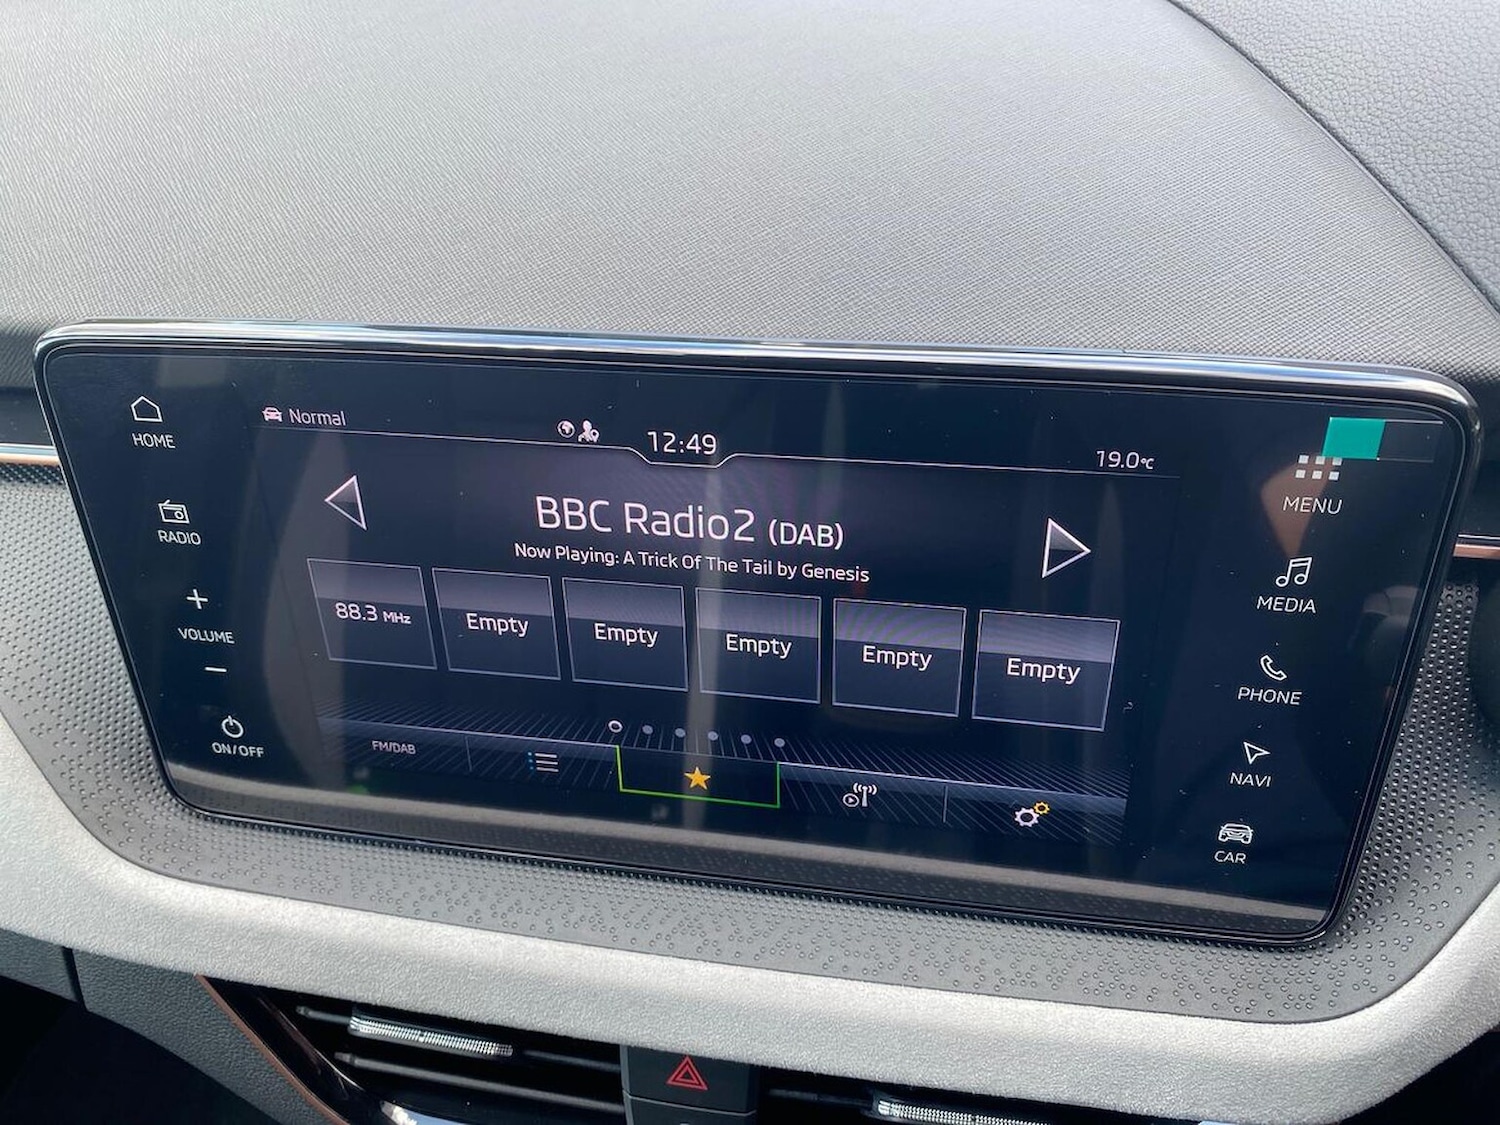 HOME
RADIO
+
VOLUME
−
ON/OFF
Normal
12:49
19.0°C
BBC Radio2 (DAB)
Now Playing: A Trick Of The Tail by Genesis
88.3 MHz
Empty
Empty
Empty
Empty
Empty
FM/DAB
MENU
MEDIA
PHONE
NAVI
CAR